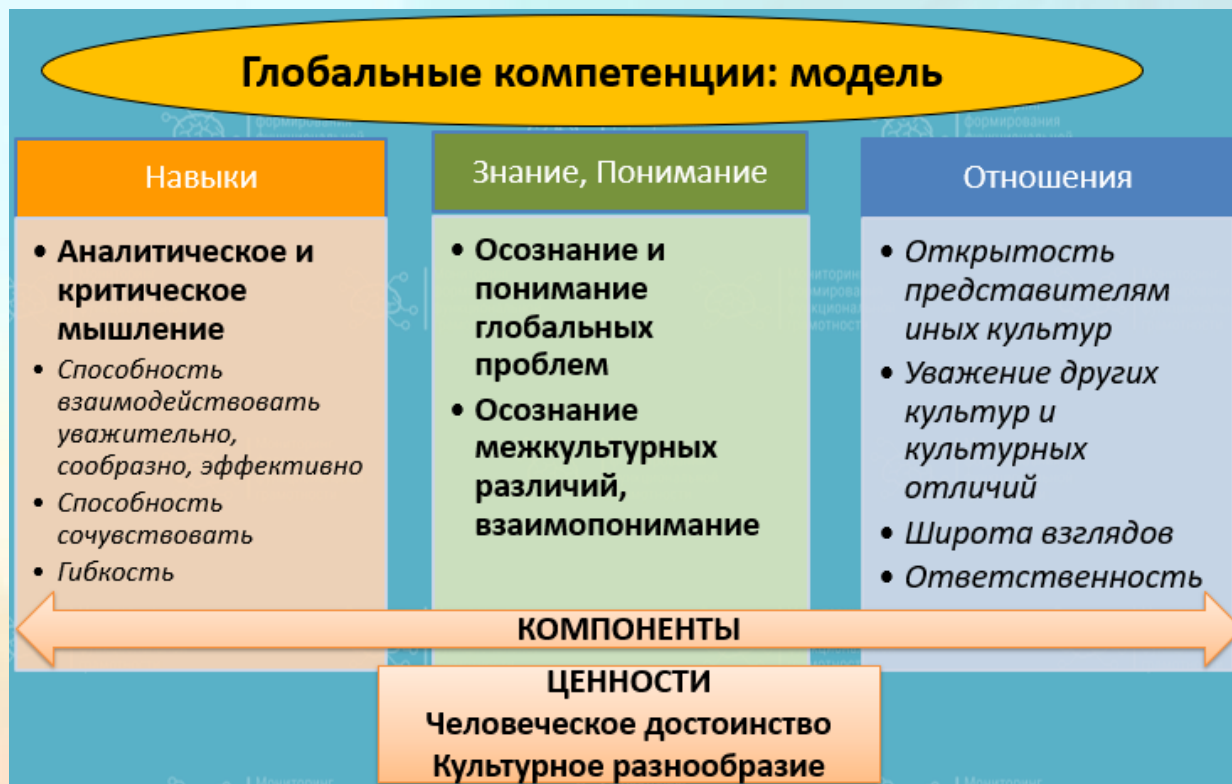 Глобальные компетенции: модель
Навыки
• Аналитическое и
критическое
мышление
• Способность
взаимодействовать
уважительно,
сообразно, эффективно
• Способность
сочувствовать
• Гибкость
Знание, Понимание
• Осознание и
понимание
глобальных
проблем
• Осознание
межкультурных
различий,
взаимопонимание
Отношения
• Открытость
представителям
иных культур
• Уважение других
культур и
культурных
отличий
• Широта взглядов
• Ответственность
КОМПОНЕНТЫ
ЦЕННОСТИ
Человеческое достоинство
Культурное разнообразие